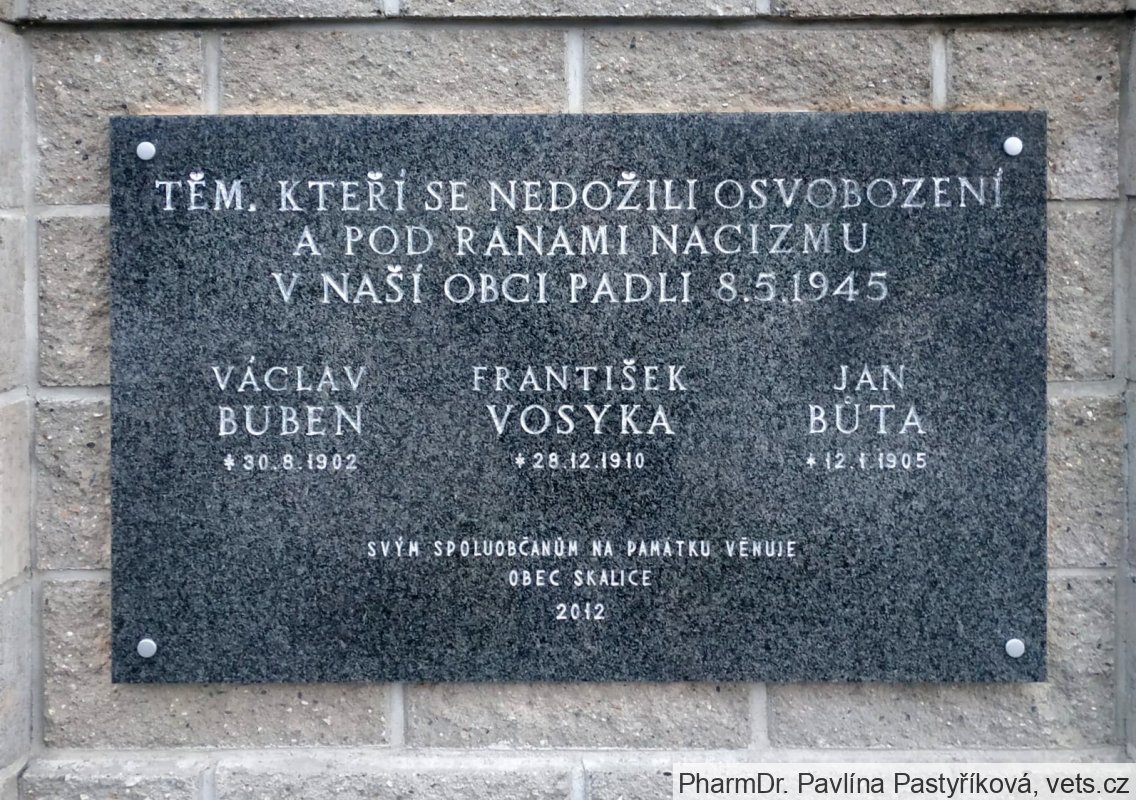 TĚM, KTEŘÍ SE NEDOŽILI OSVOBOZENÍ
A POD RANAMI NACIZMU
V NAŠÍ OBCI PADLI 8.5.1945
VÁCLAV
BUBEN
* 30.8.1902
FRANTIŠEK
VOSYKA
* 28.12.1910
JAN
BŮTA
* 12.1.1905
SVÝM SPOLUOBČANŮM NA PAMÁTKU VĚNUJE
OBEC SKALICE
2012
PharmDr. Pavlína Pastyříková, vets.cz